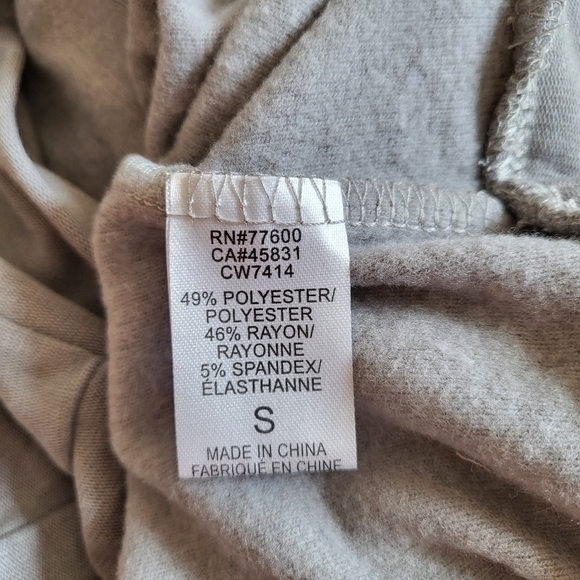 RN#77600
CA#45831
CW7414
49% POLYESTER/
POLYESTER
46% RAYON/
RAYONNE
5% SPANDEX/
ÉLASTHANNE
S
MADE IN CHINA
FABRIQUÉ EN CHINE